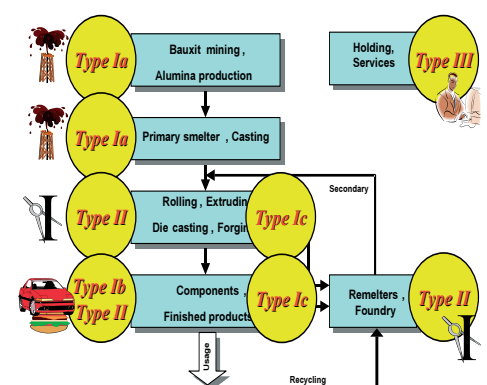 Type Ia
Bauxit mining ,
Alumina production
Holding,
Services
Type III
Type Ia
Primary smelter , Casting
Secondary
Type II
Rolling , Extrudin
Die casting , Forgin
Type Ic
Type Ib
Type II
Components ,
Finished products
Type Ic
Remelters ,
Foundry
Type II
Usage
Recycling